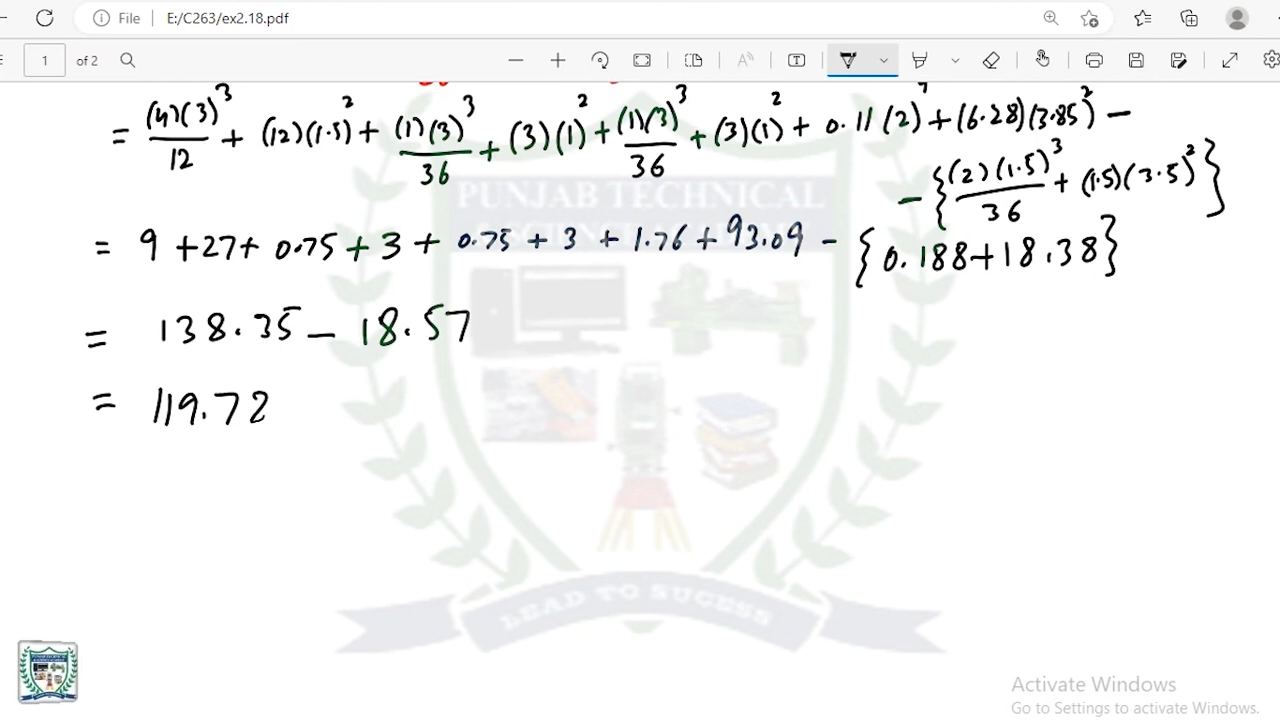 File E:/C263/ex2.18.pdf
1 of 2
= (4)(3)³/12 + (12)(1.5)² + (1)(3)³/36 + (3)(1)² + (1)(3)³/36 + (3)(1)² + 0.11(2)⁴ + (6.28)(3.85)² −
− {(2)(1.5)³/36 + (1.5)(3.5)²}
= 9 + 27 + 0.75 + 3 + 0.75 + 3 + 1.76 + 93.09 − {0.188 + 18.38}
= 138.35 − 18.57
= 119.72
PUNJAB TECHNICAL
LEAD TO SUCESS
Activate Windows
Go to Settings to activate Windows.